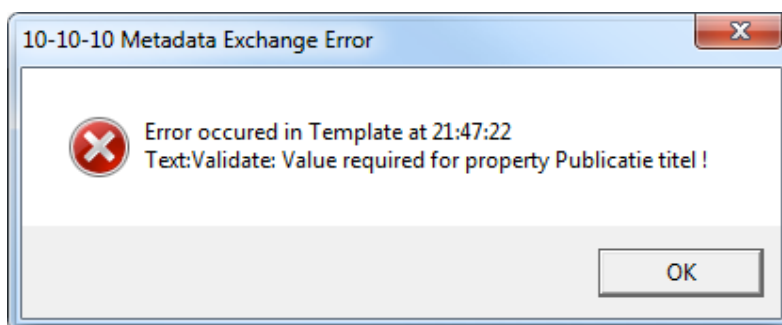 10-10-10 Metadata Exchange Error
Error occured in Template at 21:47:22
Text:Validate: Value required for property Publicatie titel !
OK